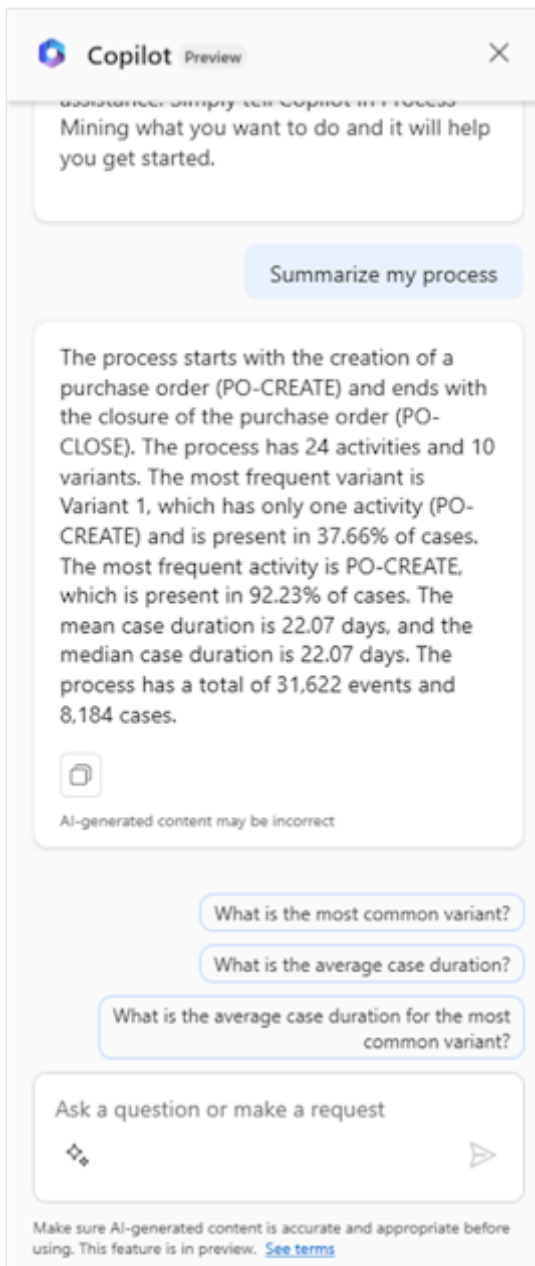 Copilot Preview
assistance. Simply tell Copilot in Process
Mining what you want to do and it will help
you get started.
Summarize my process
The process starts with the creation of a
purchase order (PO-CREATE) and ends with
the closure of the purchase order (PO-
CLOSE). The process has 24 activities and 10
variants. The most frequent variant is
Variant 1, which has only one activity (PO-
CREATE) and is present in 37.66% of cases.
The most frequent activity is PO-CREATE,
which is present in 92.23% of cases. The
mean case duration is 22.07 days, and the
median case duration is 22.07 days. The
process has a total of 31,622 events and
8,184 cases.
AI-generated content may be incorrect
What is the most common variant?
What is the average case duration?
What is the average case duration for the most
common variant?
Ask a question or make a request
Make sure AI-generated content is accurate and appropriate before
using. This feature is in preview. See terms